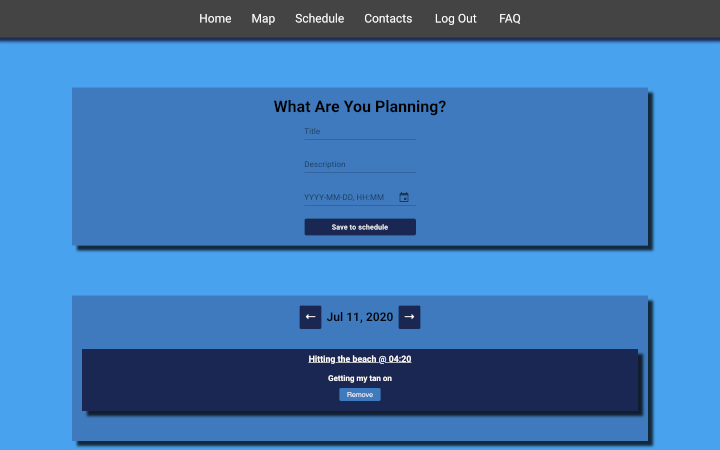 Home Map Schedule Contacts Log Out FAQ
What Are You Planning?
Title
Description
YYYY-MM-DD, HH:MM
Save to schedule
← Jul 11, 2020 →
Hitting the beach @ 04:20
Getting my tan on
Remove